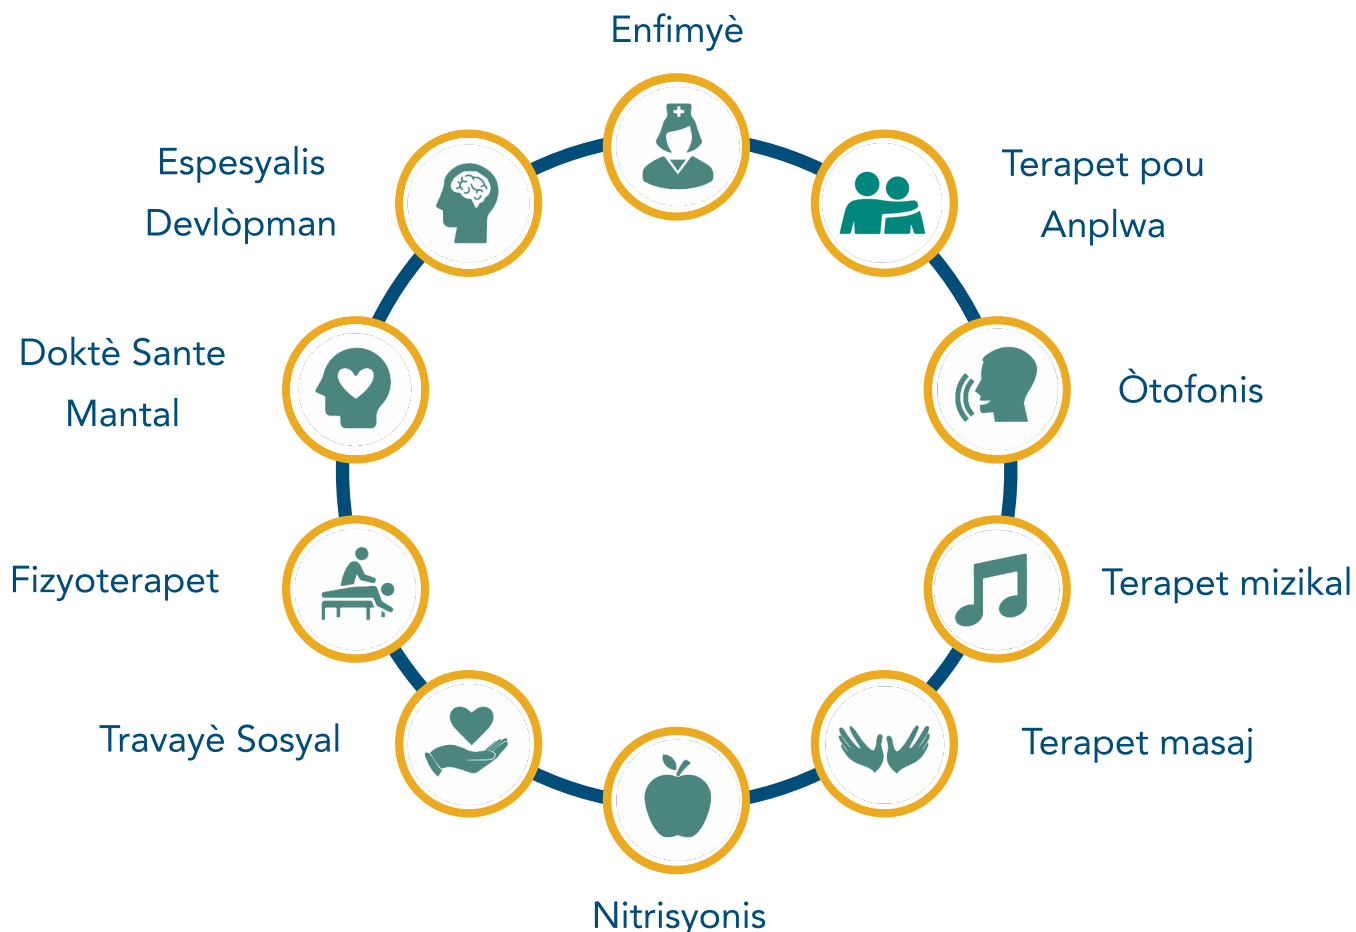 Enfimyè
Terapet pou
Anplwa
Òtofonis
Terapet mizikal
Terapet masaj
Nitrisyonis
Travayè Sosyal
Fizyoterapet
Doktè Sante
Mantal
Espesyalis
Devlòpman